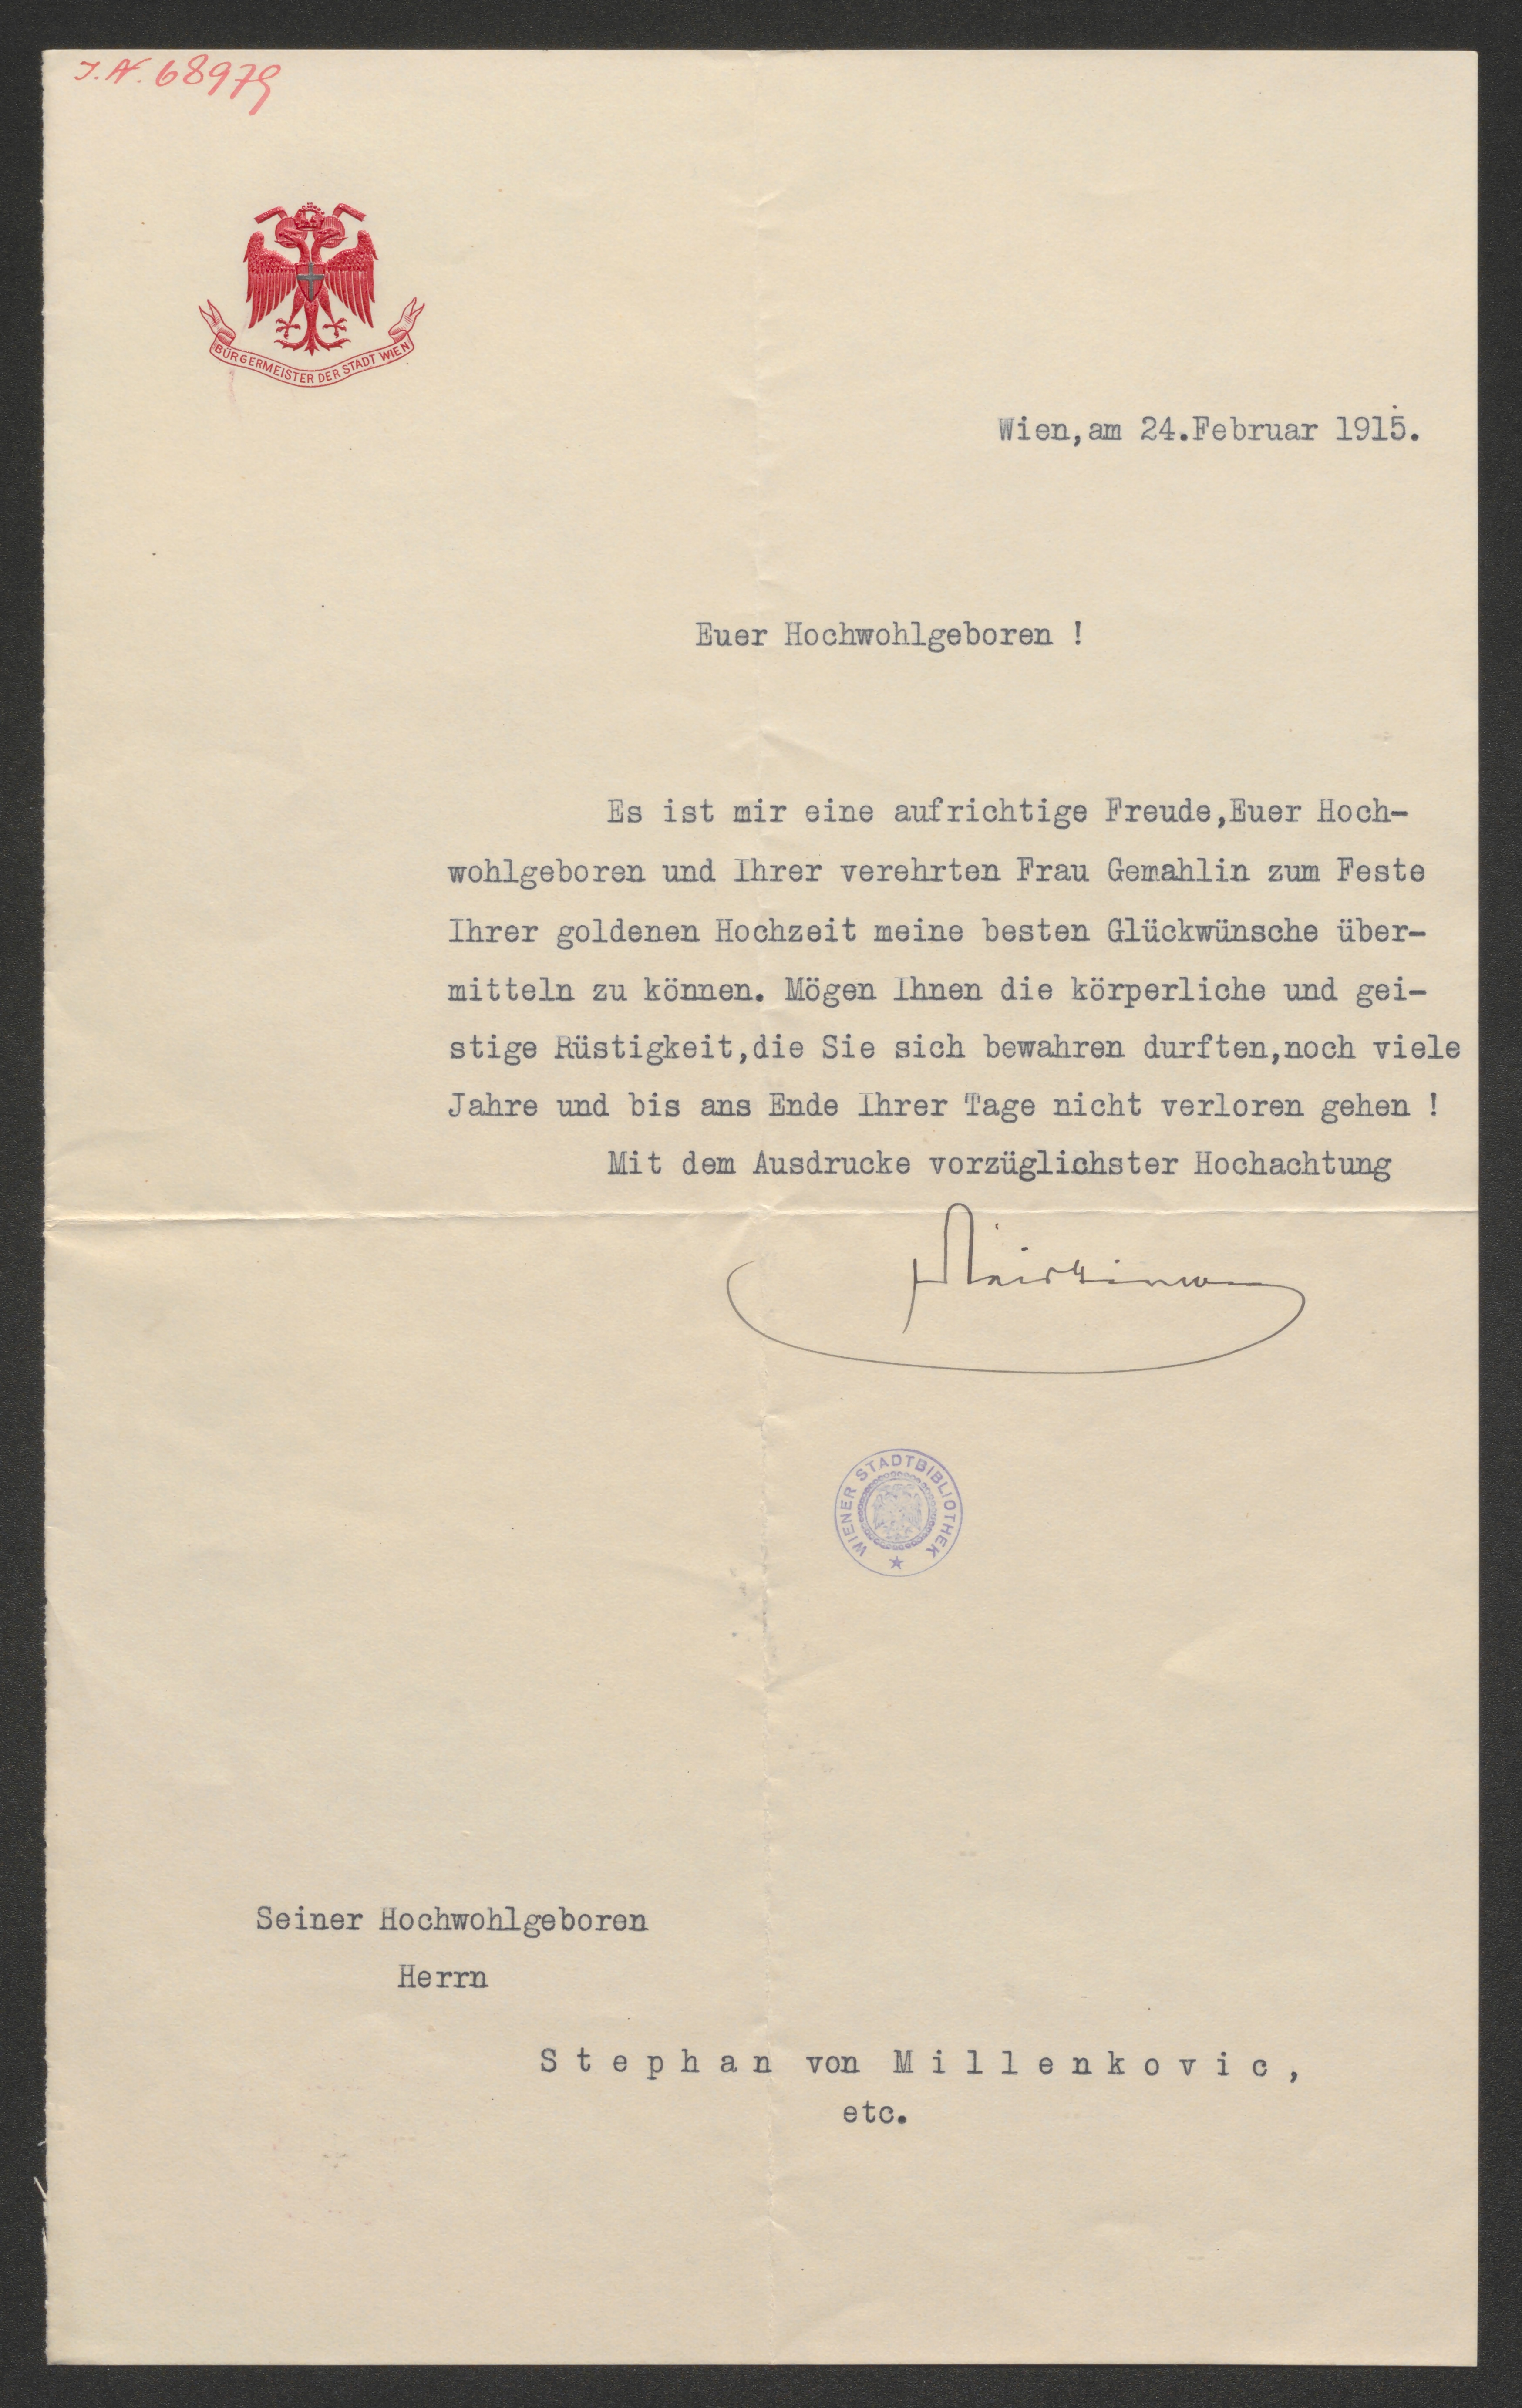 J.N. 68979
BÜRGERMEISTER DER STADT WIEN
Wien,am 24.Februar 1915.
Euer Hochwohlgeboren !
Es ist mir eine aufrichtige Freude,Euer Hoch-
wohlgeboren und Ihrer verehrten Frau Gemahlin zum Feste
Ihrer goldenen Hochzeit meine besten Glückwünsche über-
mitteln zu können. Mögen Ihnen die körperliche und gei-
stige Rüstigkeit,die Sie sich bewahren durften,noch viele
Jahre und bis ans Ende Ihrer Tage nicht verloren gehen !
Mit dem Ausdrucke vorzüglichster Hochachtung
WIENER STADTBIBLIOTHEK
Seiner Hochwohlgeboren
Herrn
Stephan von Millenkovic,
etc.